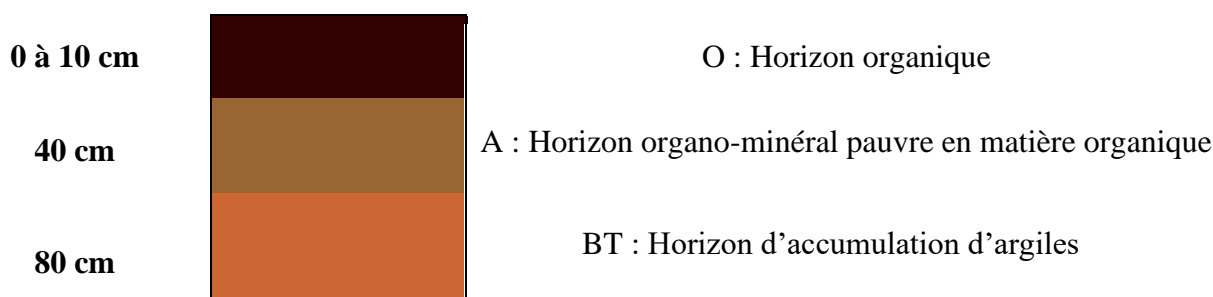 0 à 10 cm
O : Horizon organique
40 cm
A : Horizon organo-minéral pauvre en matière organique
80 cm
BT : Horizon d’accumulation d’argiles